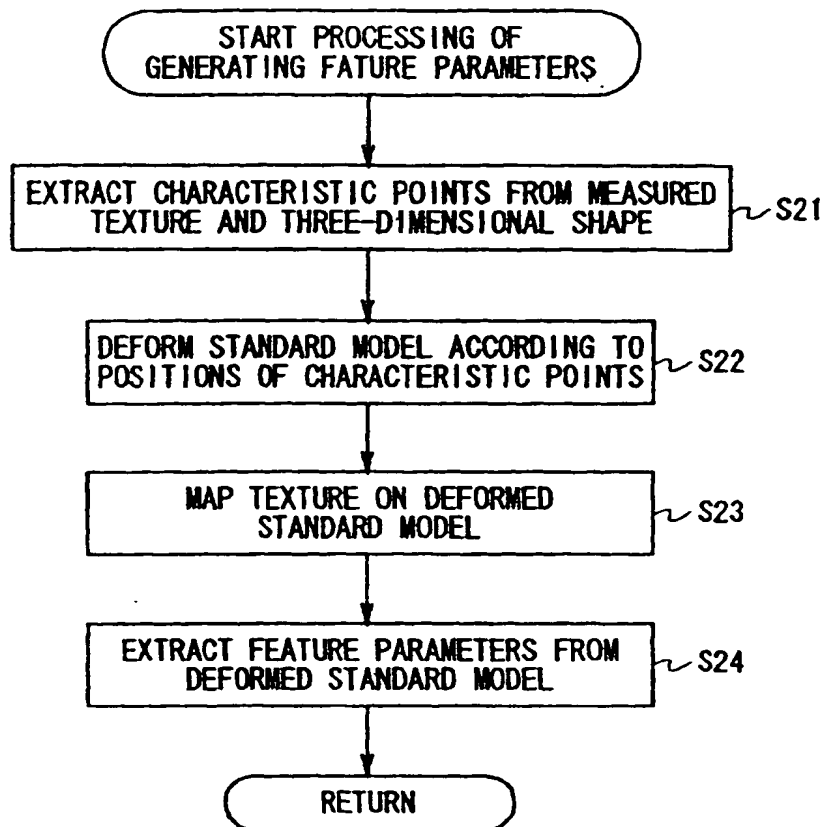 START PROCESSING OF
GENERATING FATURE PARAMETERS
EXTRACT CHARACTERISTIC POINTS FROM MEASURED
TEXTURE AND THREE-DIMENSIONAL SHAPE
S21
DEFORM STANDARD MODEL ACCORDING TO
POSITIONS OF CHARACTERISTIC POINTS
S22
MAP TEXTURE ON DEFORMED
STANDARD MODEL
S23
EXTRACT FEATURE PARAMETERS FROM
DEFORMED STANDARD MODEL
S24
RETURN